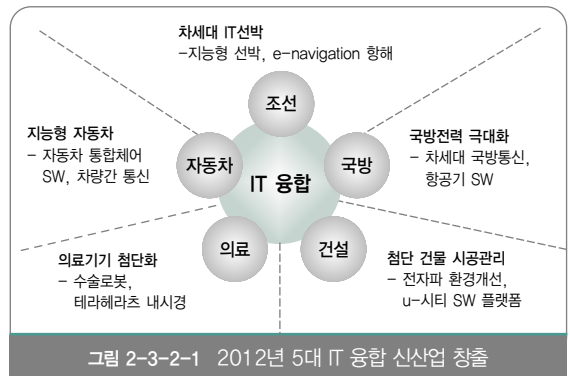 차세대 IT선박
-지능형 선박, e-navigation 항해
조선
지능형 자동차
- 자동차 통합체어
SW, 차량간 통신
자동차
IT 융합
국방
국방전력 극대화
- 차세대 국방통신,
항공기 SW
의료기기 첨단화
- 수술로봇,
테라헤라츠 내시경
의료
건설
첨단 건물 시공관리
- 전자파 환경개선,
u-시티 SW 플랫폼
그림 2-3-2-1 2012년 5대 IT 융합 신산업 창출